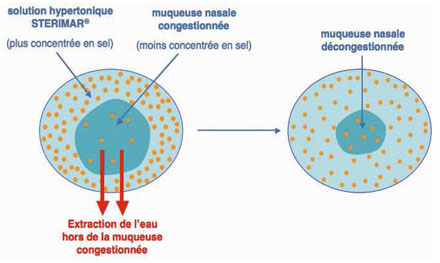 solution hypertonique
STERIMAR®
(plus concentrée en sel)
muqueuse nasale
congestionnée
(moins concentrée en sel)
muqueuse nasale
décongestionnée
Extraction de l'eau
hors de la muqueuse
congestionnée